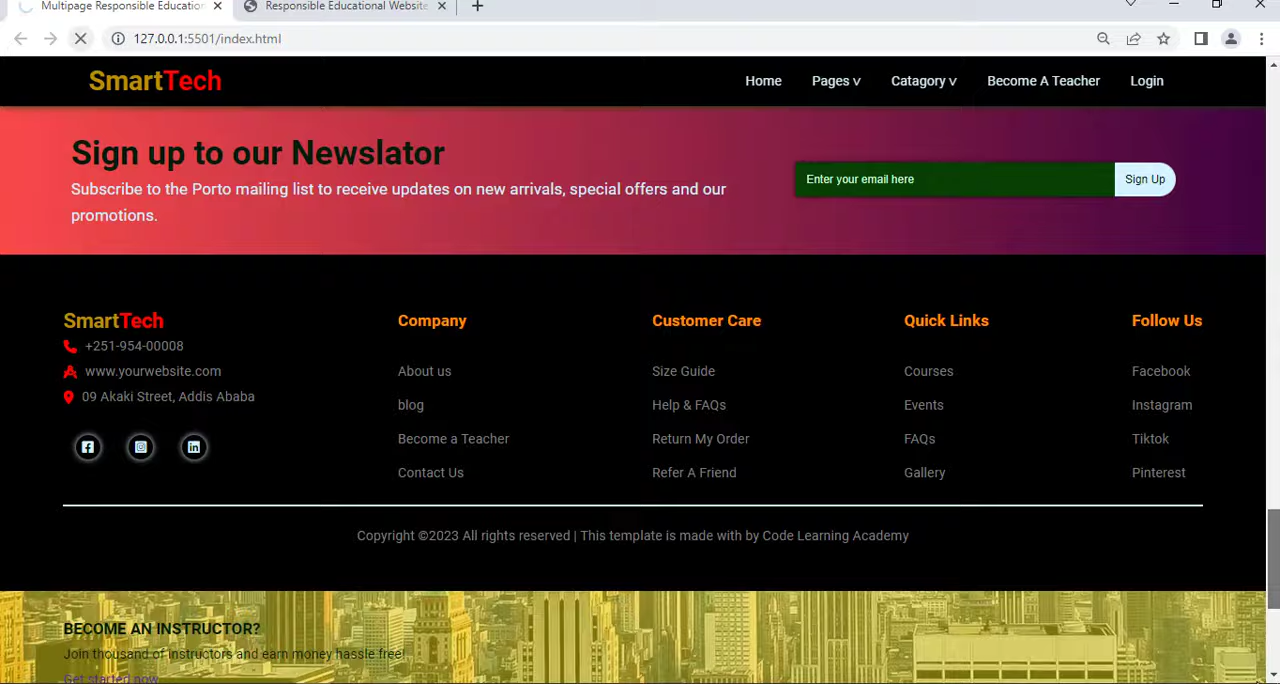 Multipage Responsible Education
Responsible Educational Website
127.0.0.1:5501/index.html
SmartTech
Home Pages v Catagory v Become A Teacher Login
Sign up to our Newslator
Subscribe to the Porto mailing list to receive updates on new arrivals, special offers and our
promotions.
Enter your email here Sign Up
SmartTech
+251-954-00008
www.yourwebsite.com
09 Akaki Street, Addis Ababa
Company
About us
blog
Become a Teacher
Contact Us
Customer Care
Size Guide
Help & FAQs
Return My Order
Refer A Friend
Quick Links
Courses
Events
FAQs
Gallery
Follow Us
Facebook
Instagram
Tiktok
Pinterest
Copyright ©2023 All rights reserved | This template is made with by Code Learning Academy
BECOME AN INSTRUCTOR?
Join thousand of instructors and earn money hassle free!
Get started now